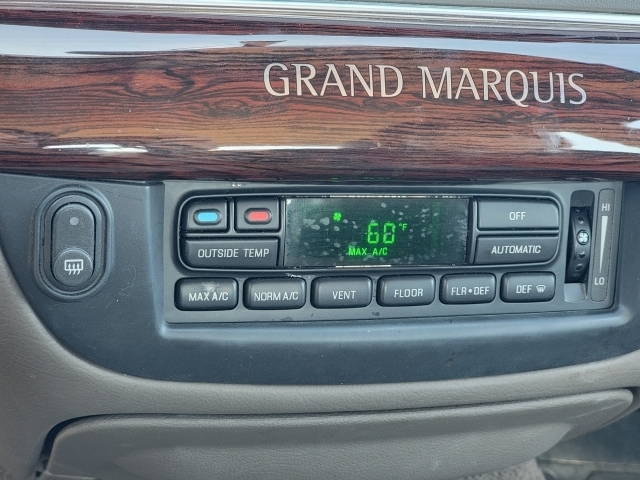 GRAND MARQUIS
OFF
HI
68°F
OUTSIDE TEMP
MAX A/C
AUTOMATIC
MAX A/C
NORM A/C
VENT
FLOOR
FLR•DEF
DEF
LO